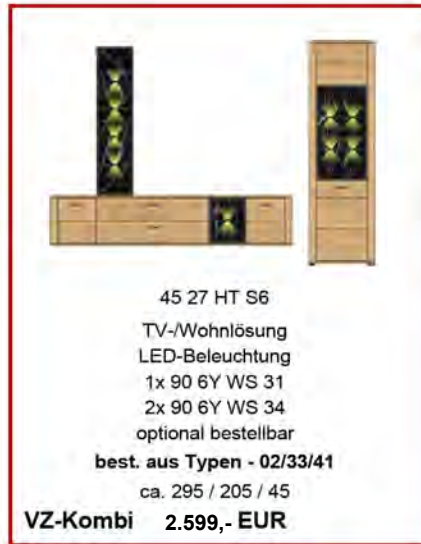 45 27 HT S6
TV-/Wohnlösung
LED-Beleuchtung
1x 90 6Y WS 31
2x 90 6Y WS 34
optional bestellbar
best. aus Typen - 02/33/41
ca. 295 / 205 / 45
VZ-Kombi 2.599,- EUR